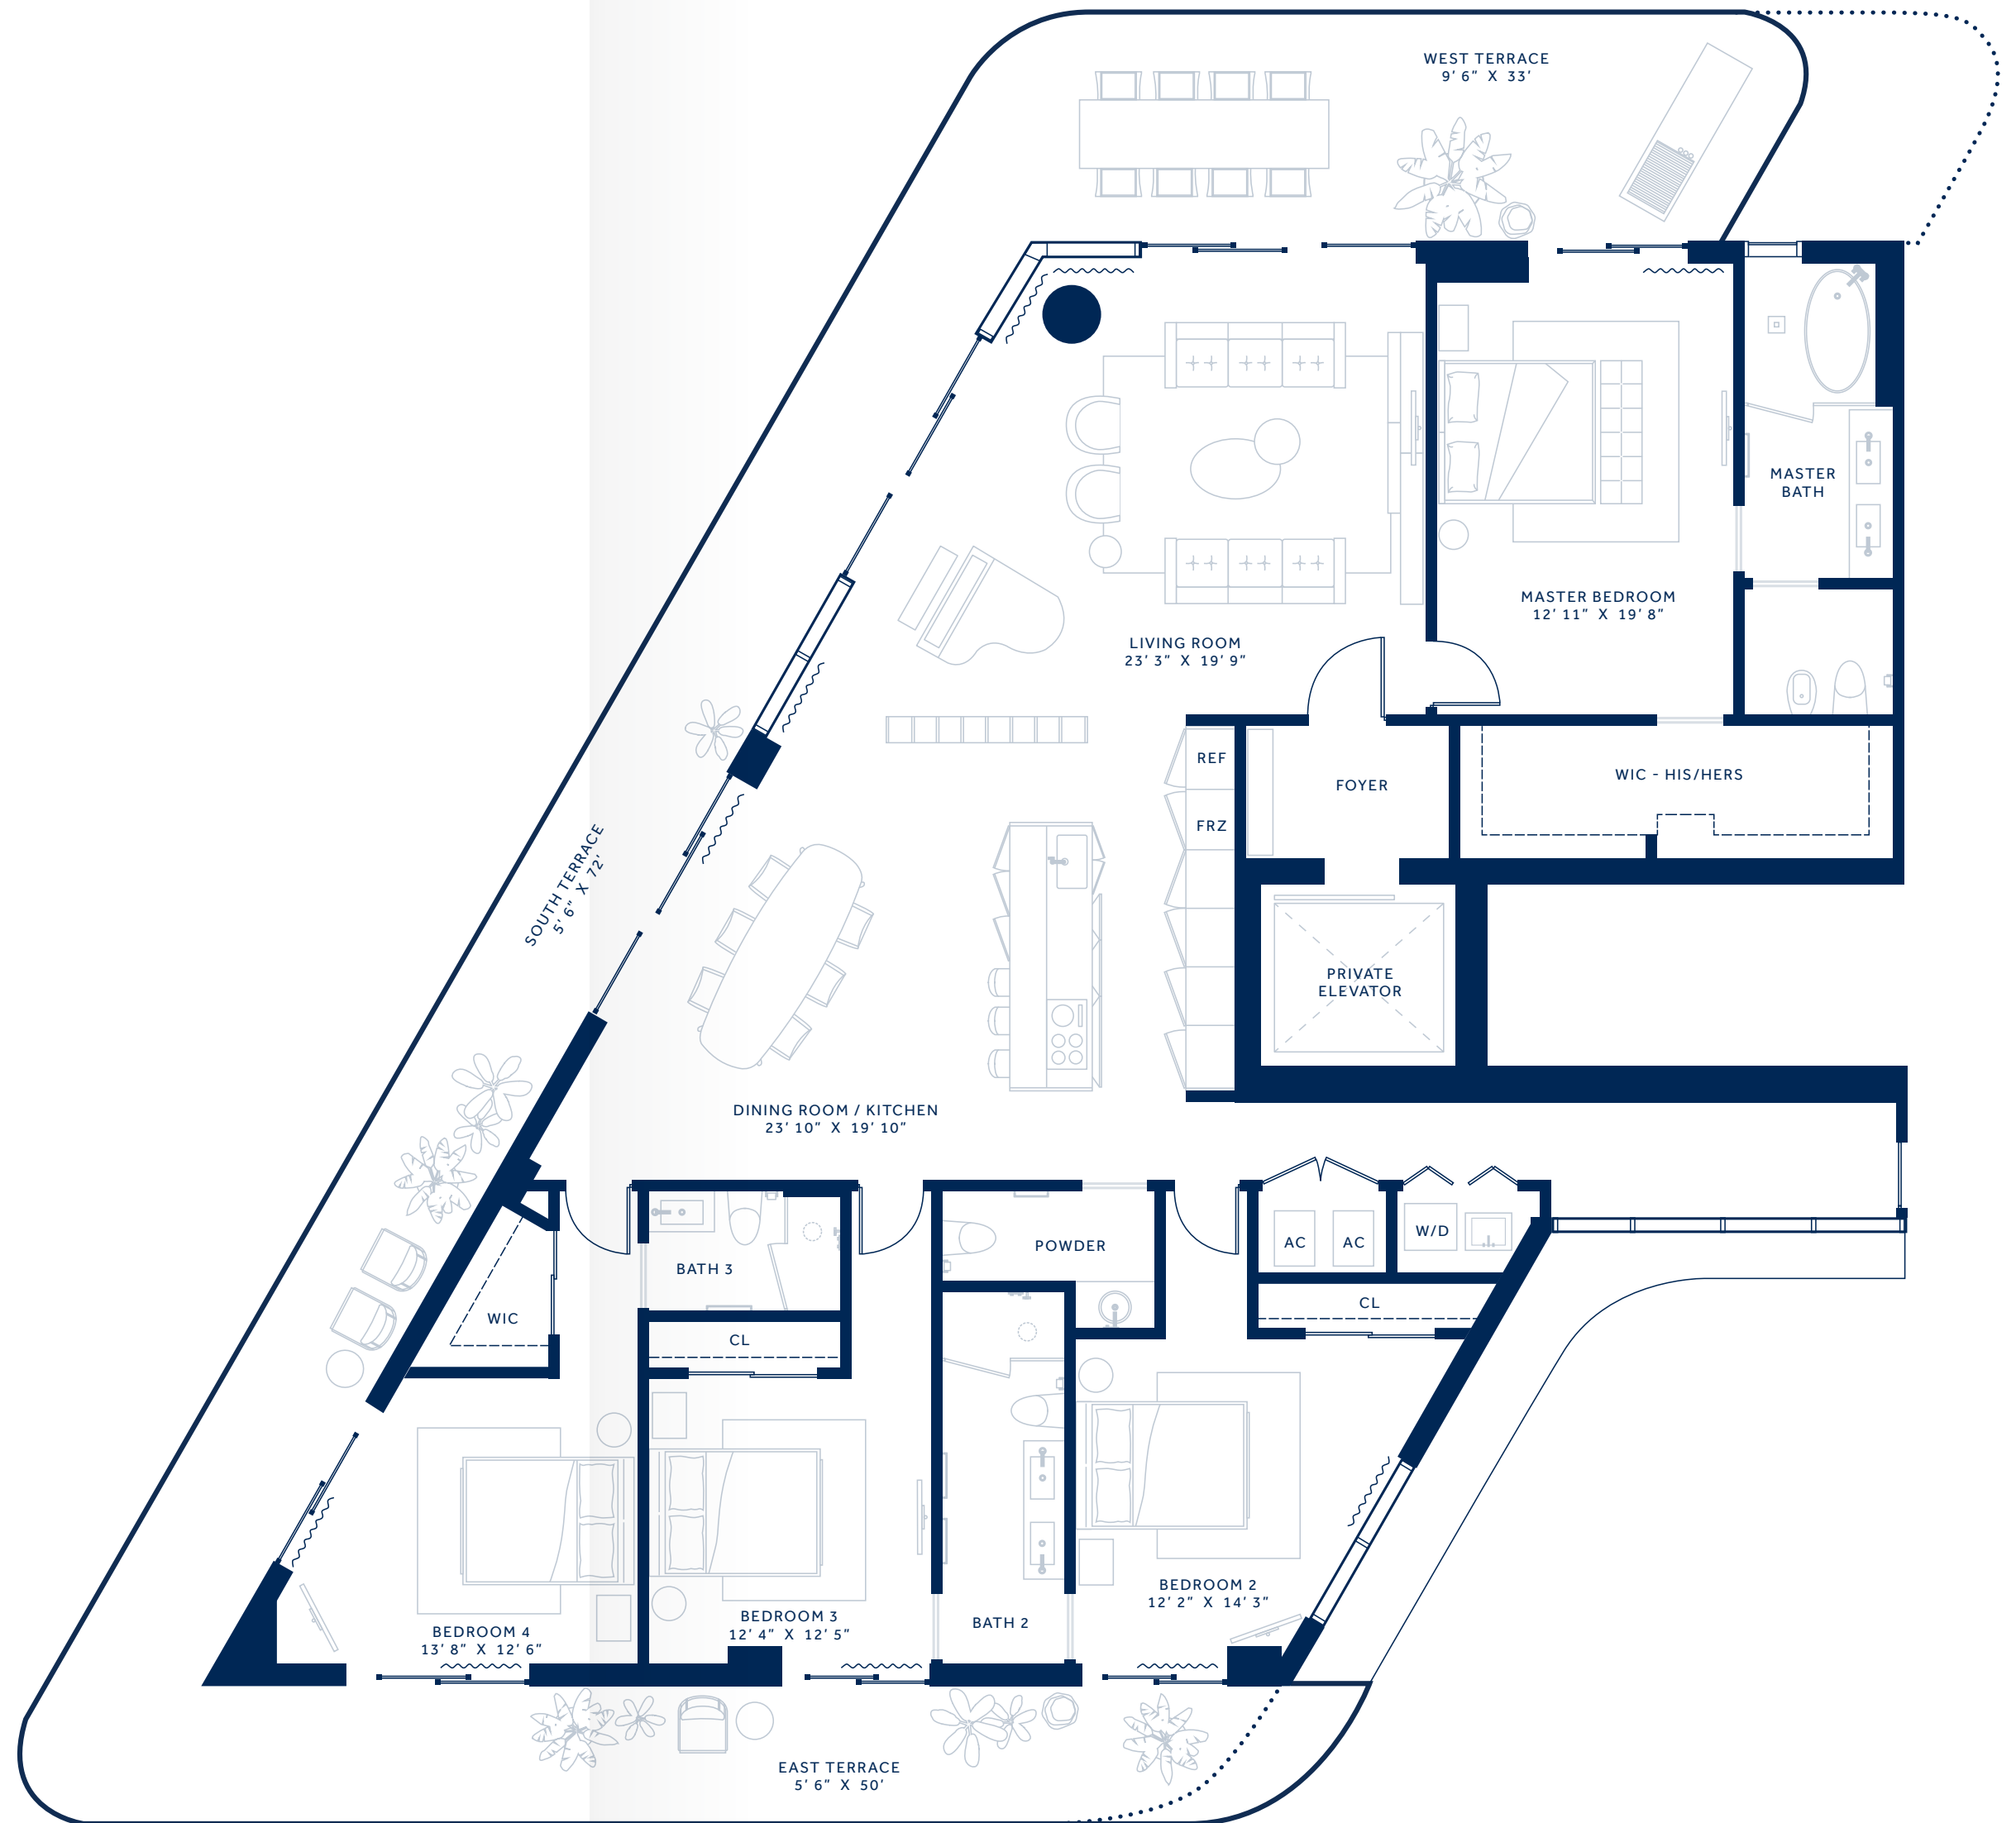 WEST TERRACE
9’ 6” X 33’
MASTER
BATH
MASTER BEDROOM
12’ 11” X 19’ 8”
LIVING ROOM
23’ 3” X 19’ 9”
REF
FOYER
WIC - HIS/HERS
FRZ
SOUTH TERRACE
5’ 6” X 72’
PRIVATE
ELEVATOR
DINING ROOM / KITCHEN
23’ 10” X 19’ 10”
BATH 3
POWDER
AC
AC
W/D
WIC
CL
CL
BEDROOM 2
12’ 2” X 14’ 3”
BEDROOM 3
12’ 4” X 12’ 5”
BATH 2
BEDROOM 4
13’ 8” X 12’ 6”
EAST TERRACE
5’ 6” X 50’